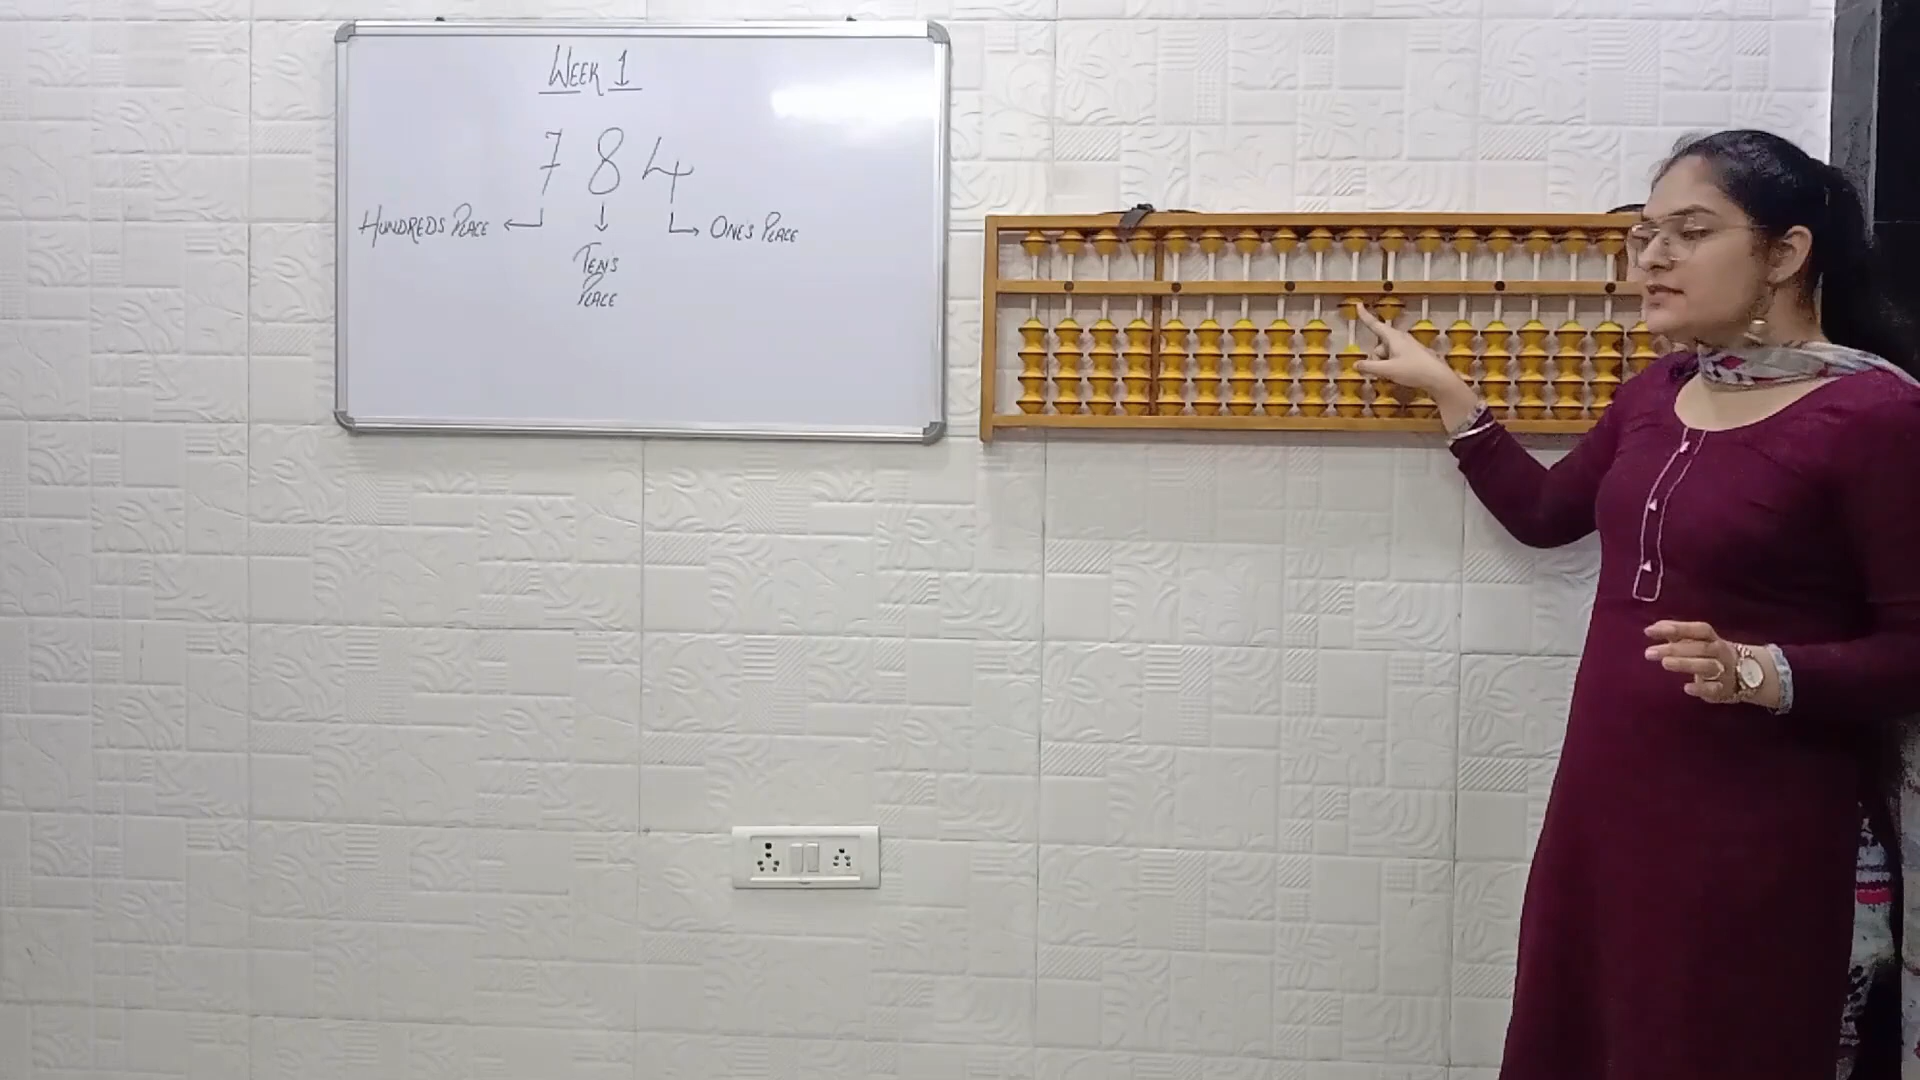 WEEK 1
7 8 4
HUNDREDS PLACE ← ↓ → ONE'S PLACE
TENS
PLACE